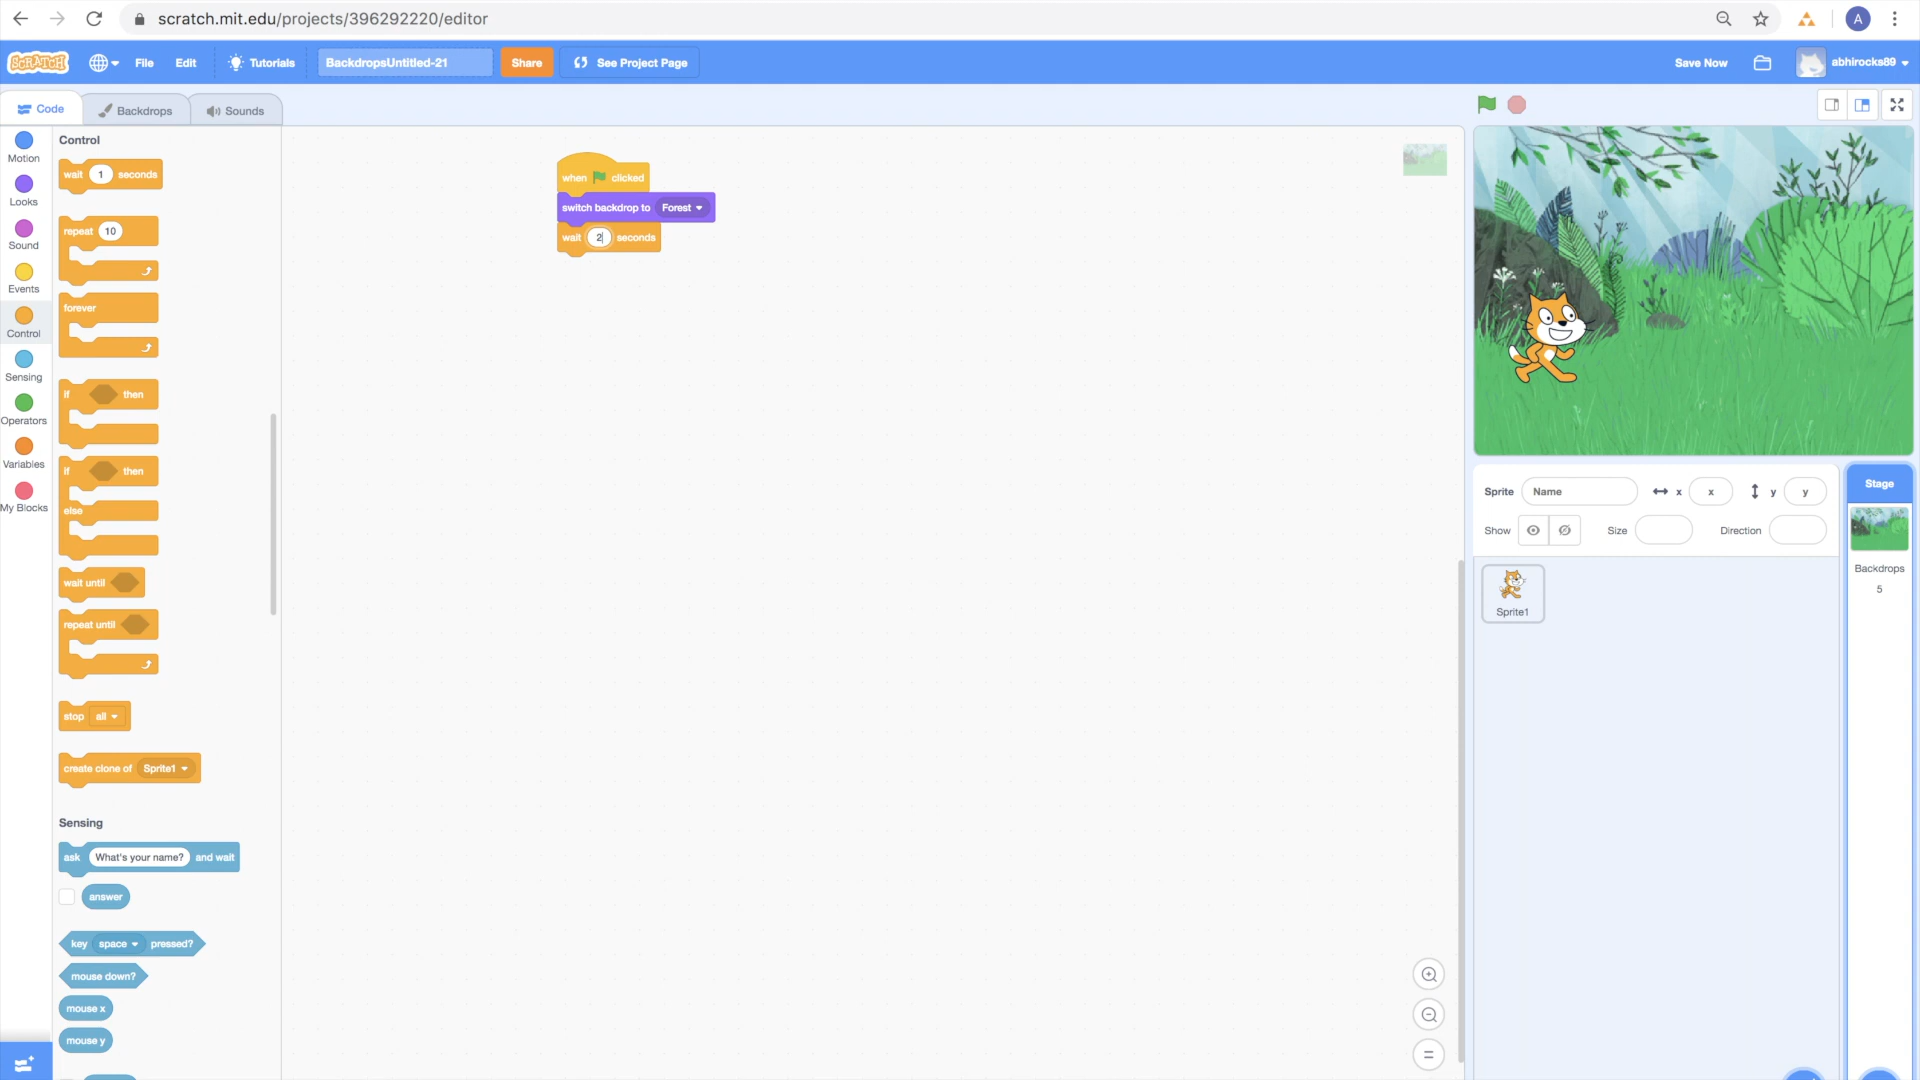 scratch.mit.edu/projects/396292220/editor
A
SCRATCH
File
Edit
Tutorials
BackdropsUntitled-21
Share
See Project Page
Save Now
abhirocks89
Code
Backdrops
Sounds
Motion
Looks
Sound
Events
Control
Sensing
Operators
Variables
My Blocks
Control
wait 1 seconds
repeat 10
forever
if then
if then
else
wait until
repeat until
stop all
create clone of Sprite1
Sensing
ask What's your name? and wait
answer
key space pressed?
mouse down?
mouse x
mouse y
when clicked
switch backdrop to Forest
wait 2 seconds
Sprite Name x x y y
Show Size Direction
Sprite1
Stage
Backdrops
5